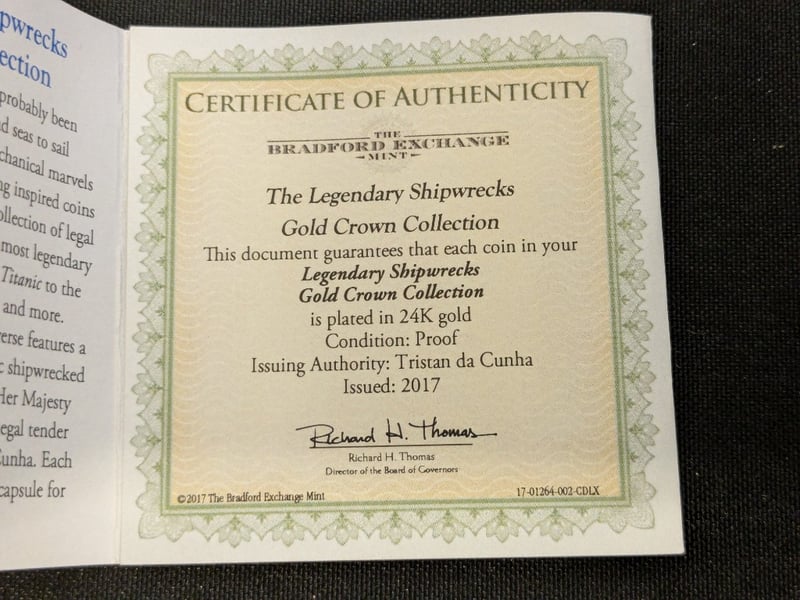 pwrecks
ection
probably been
d seas to sail
chanical marvels
ng inspired coins
ollection of legal
most legendary
Titanic to the
and more.
erse features a
c shipwrecked
Her Majesty
egal tender
Cunha. Each
capsule for
CERTIFICATE OF AUTHENTICITY
THE
BRADFORD EXCHANGE
MINT
The Legendary Shipwrecks
Gold Crown Collection
This document guarantees that each coin in your
Legendary Shipwrecks
Gold Crown Collection
is plated in 24K gold
Condition: Proof
Issuing Authority: Tristan da Cunha
Issued: 2017
Richard H. Thomas
Richard H. Thomas
Director of the Board of Governors
©2017 The Bradford Exchange Mint
17-01264-002-CDLX